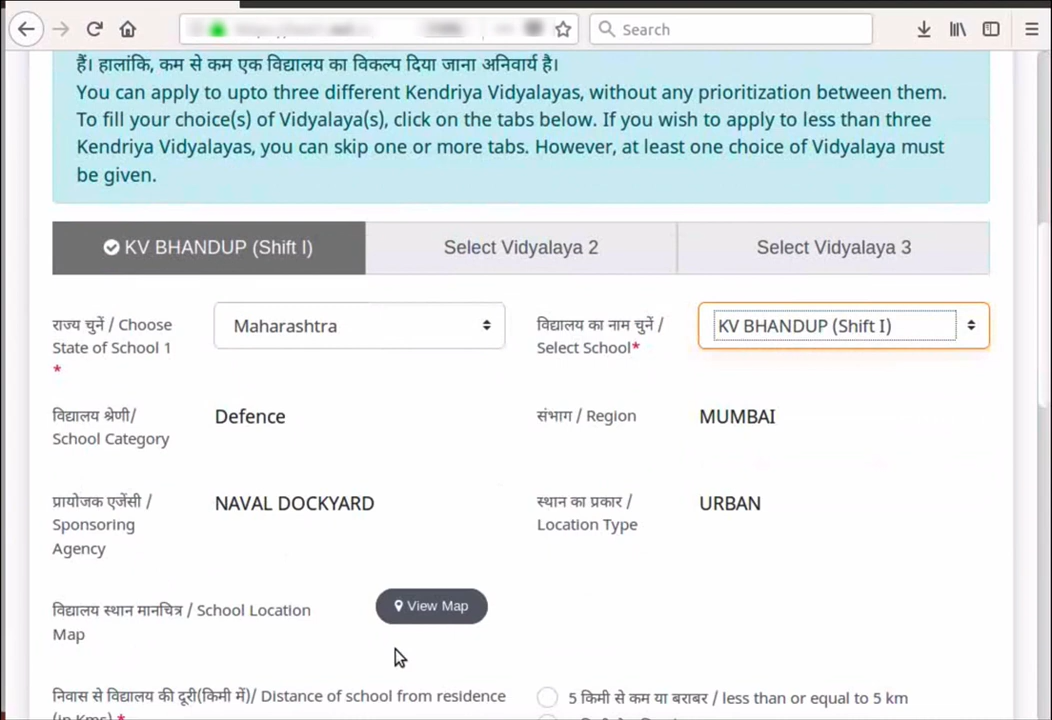 Search
हैं। हालांकि, कम से कम एक विद्यालय का विकल्प दिया जाना अनिवार्य है।
You can apply to upto three different Kendriya Vidyalayas, without any prioritization between them.
To fill your choice(s) of Vidyalaya(s), click on the tabs below. If you wish to apply to less than three
Kendriya Vidyalayas, you can skip one or more tabs. However, at least one choice of Vidyalaya must
be given.
KV BHANDUP (Shift I) Select Vidyalaya 2 Select Vidyalaya 3
राज्य चुनें / Choose
State of School 1
*
Maharashtra
विद्यालय का नाम चुनें /
Select School*
KV BHANDUP (Shift I)
विद्यालय श्रेणी/
School Category
Defence
संभाग / Region
MUMBAI
प्रायोजक एजेंसी /
Sponsoring
Agency
NAVAL DOCKYARD
स्थान का प्रकार /
Location Type
URBAN
विद्यालय स्थान मानचित्र / School Location
Map
View Map
निवास से विद्यालय की दूरी(किमी में)/ Distance of school from residence
(in Kms) *
5 किमी से कम या बराबर / less than or equal to 5 km